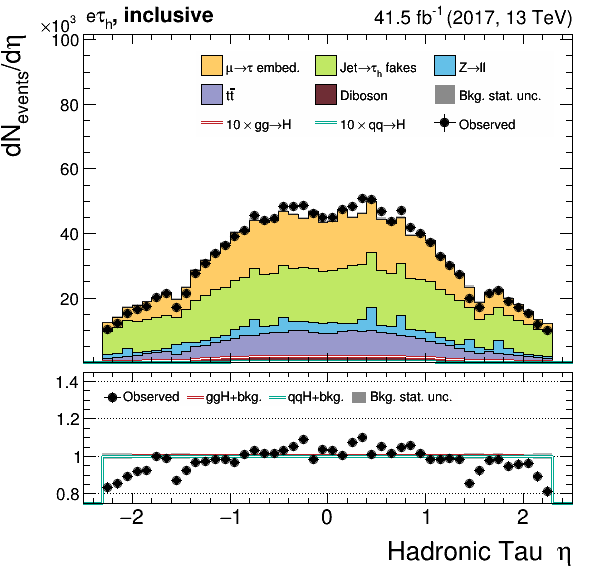 ×10³ eτₕ, inclusive 41.5 fb⁻¹ (2017, 13 TeV)
dN_events/dη
100
80
60
40
20
μ→τ embed. Jet→τₕ fakes Z→ll
tt̄ Diboson Bkg. stat. unc.
10 × gg→H 10 × qq→H Observed
1.4
1.2
1
0.8
Observed ggH+bkg. qqH+bkg. Bkg. stat. unc.
−2 −1 0 1 2
Hadronic Tau η